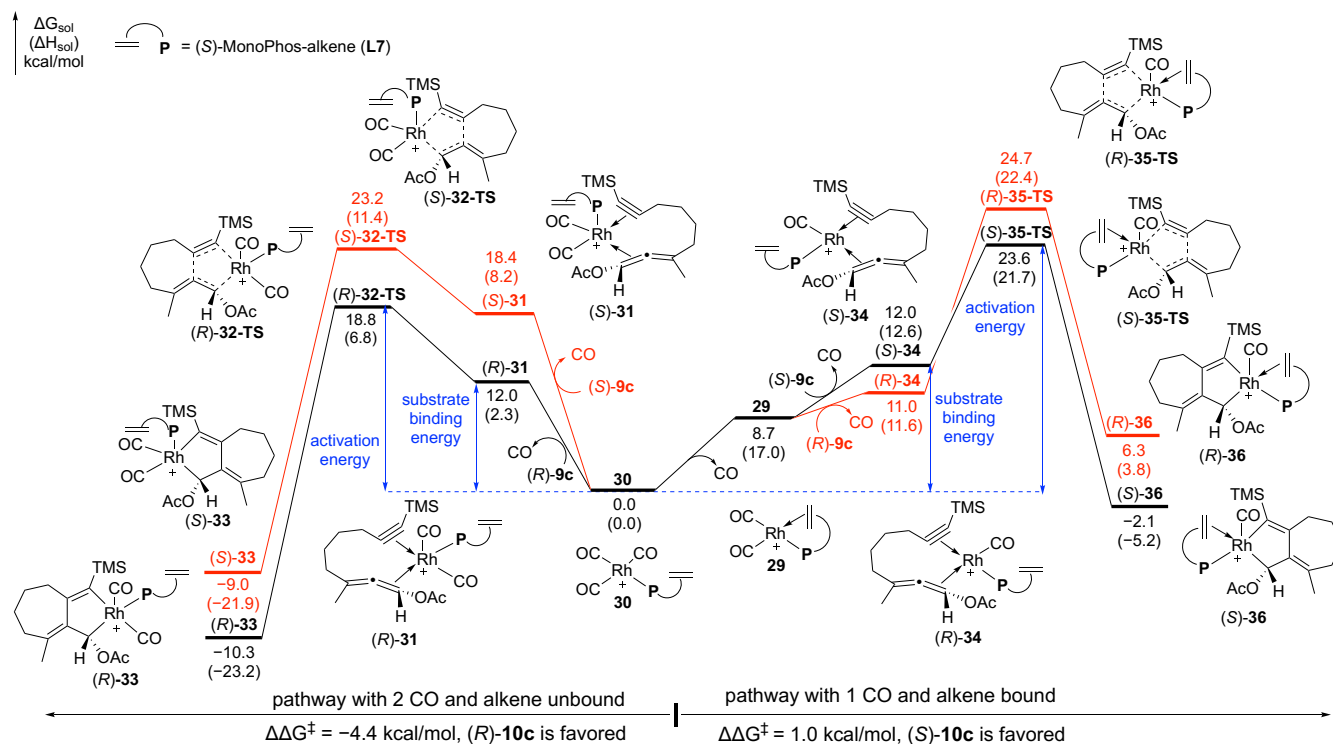 ΔG_sol
(ΔH_sol)
kcal/mol
P = (S)-MonoPhos-alkene (L7)
TMS
P
OC
Rh
+
OC
AcO
H
(S)-32-TS
TMS
CO
Rh
P
+
CO
H
OAc
(R)-32-TS
23.2
(11.4)
(S)-32-TS
(R)-32-TS
18.8
(6.8)
TMS
P
OC
Rh
OC
+
AcO
H
(S)-31
18.4
(8.2)
(S)-31
(R)-31
12.0
(2.3)
CO
(S)-9c
CO
(R)-9c
activation
energy
substrate
binding
energy
TMS
P
OC
Rh
OC
+
AcO
H
(S)-33
(S)-33
−9.0
(−21.9)
(R)-33
−10.3
(−23.2)
TMS
CO
Rh
P
+
CO
H
OAc
(R)-33
TMS
CO
Rh
P
+
CO
OAc
H
(R)-31
30
0.0
(0.0)
CO
OC
Rh
+
OC
P
30
CO
29
8.7
(17.0)
OC
Rh
+
OC
P
29
TMS
CO
Rh
+
P
AcO
H
(S)-34
12.0
(12.6)
(S)-34
(S)-9c
CO
(R)-34
11.0
(11.6)
CO
(R)-9c
TMS
CO
Rh
+
P
OAc
H
(R)-34
substrate
binding
energy
activation
energy
24.7
(22.4)
(R)-35-TS
(S)-35-TS
23.6
(21.7)
TMS
CO
Rh
+
P
H
OAc
(R)-35-TS
TMS
CO
Rh
+
P
AcO
H
(S)-35-TS
TMS
CO
Rh
+
P
H
OAc
(R)-36
(R)-36
6.3
(3.8)
(S)-36
−2.1
(−5.2)
TMS
CO
Rh
+
P
AcO
H
(S)-36
pathway with 2 CO and alkene unbound
ΔΔG‡ = −4.4 kcal/mol, (R)-10c is favored
pathway with 1 CO and alkene bound
ΔΔG‡ = 1.0 kcal/mol, (S)-10c is favored